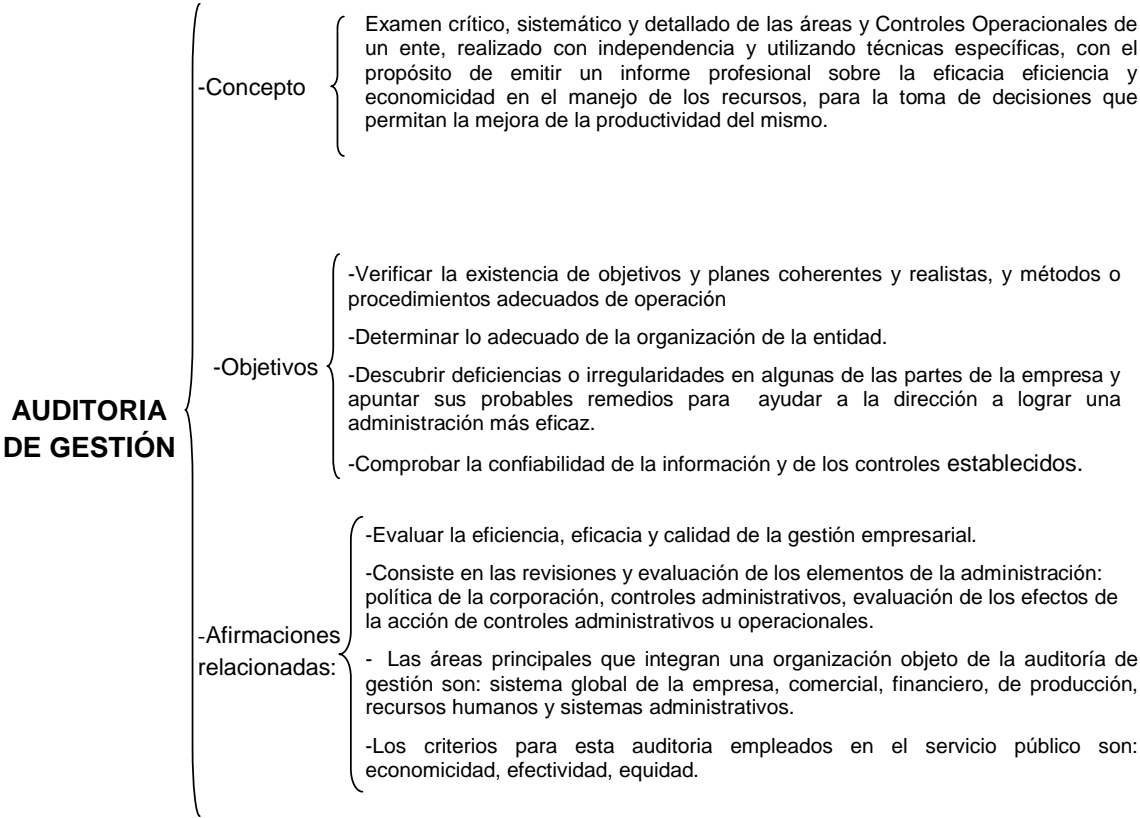 AUDITORIA
DE GESTIÓN
-Concepto
Examen crítico, sistemático y detallado de las áreas y Controles Operacionales de
un ente, realizado con independencia y utilizando técnicas específicas, con el
propósito de emitir un informe profesional sobre la eficacia eficiencia y
economicidad en el manejo de los recursos, para la toma de decisiones que
permitan la mejora de la productividad del mismo.
-Objetivos
-Verificar la existencia de objetivos y planes coherentes y realistas, y métodos o
procedimientos adecuados de operación
-Determinar lo adecuado de la organización de la entidad.
-Descubrir deficiencias o irregularidades en algunas de las partes de la empresa y
apuntar sus probables remedios para ayudar a la dirección a lograr una
administración más eficaz.
-Comprobar la confiabilidad de la información y de los controles establecidos.
-Afirmaciones
relacionadas:
-Evaluar la eficiencia, eficacia y calidad de la gestión empresarial.
-Consiste en las revisiones y evaluación de los elementos de la administración:
política de la corporación, controles administrativos, evaluación de los efectos de
la acción de controles administrativos u operacionales.
- Las áreas principales que integran una organización objeto de la auditoría de
gestión son: sistema global de la empresa, comercial, financiero, de producción,
recursos humanos y sistemas administrativos.
-Los criterios para esta auditoria empleados en el servicio público son:
economicidad, efectividad, equidad.